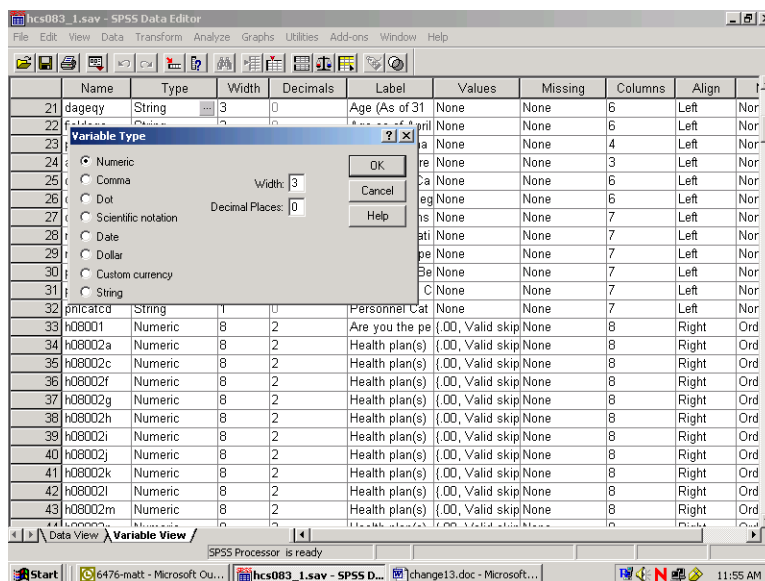 hcs083_1.sav - SPSS Data Editor
File Edit View Data Transform Analyze Graphs Utilities Add-ons Window Help
Name Type Width Decimals Label Values Missing Columns Align
21 dageqy String ... 3 0 Age (As of 31 None None 6 Left Nor
22 None None 6 Left Nor
23 None None 4 Left Nor
24 None None 3 Left Nor
25 None None 6 Left Nor
26 None None 6 Left Nor
27 None None 7 Left Nor
28 None None 7 Left Nor
29 None None 7 Left Nor
30 None None 7 Left Nor
31 None None 7 Left Nor
Variable Type
Numeric
Comma
Dot
Scientific notation
Date
Dollar
Custom currency
String
Width: 3
Decimal Places: 0
OK
Cancel
Help
32 pnlcatcd String 1 0 Personnel Cat None None 7 Left Nor
33 h08001 Numeric 8 2 Are you the pe {.00, Valid skip None 8 Right Ord
34 h08002a Numeric 8 2 Health plan(s) {.00, Valid skip None 8 Right Ord
35 h08002c Numeric 8 2 Health plan(s) {.00, Valid skip None 8 Right Ord
36 h08002f Numeric 8 2 Health plan(s) {.00, Valid skip None 8 Right Ord
37 h08002g Numeric 8 2 Health plan(s) {.00, Valid skip None 8 Right Ord
38 h08002h Numeric 8 2 Health plan(s) {.00, Valid skip None 8 Right Ord
39 h08002i Numeric 8 2 Health plan(s) {.00, Valid skip None 8 Right Ord
40 h08002j Numeric 8 2 Health plan(s) {.00, Valid skip None 8 Right Ord
41 h08002k Numeric 8 2 Health plan(s) {.00, Valid skip None 8 Right Ord
42 h08002l Numeric 8 2 Health plan(s) {.00, Valid skip None 8 Right Ord
43 h08002m Numeric 8 2 Health plan(s) {.00, Valid skip None 8 Right Ord
Data View Variable View
SPSS Processor is ready
Start 6476-matt - Microsoft Ou... hcs083_1.sav - SPSS D... change13.doc - Microsoft... 11:55 AM